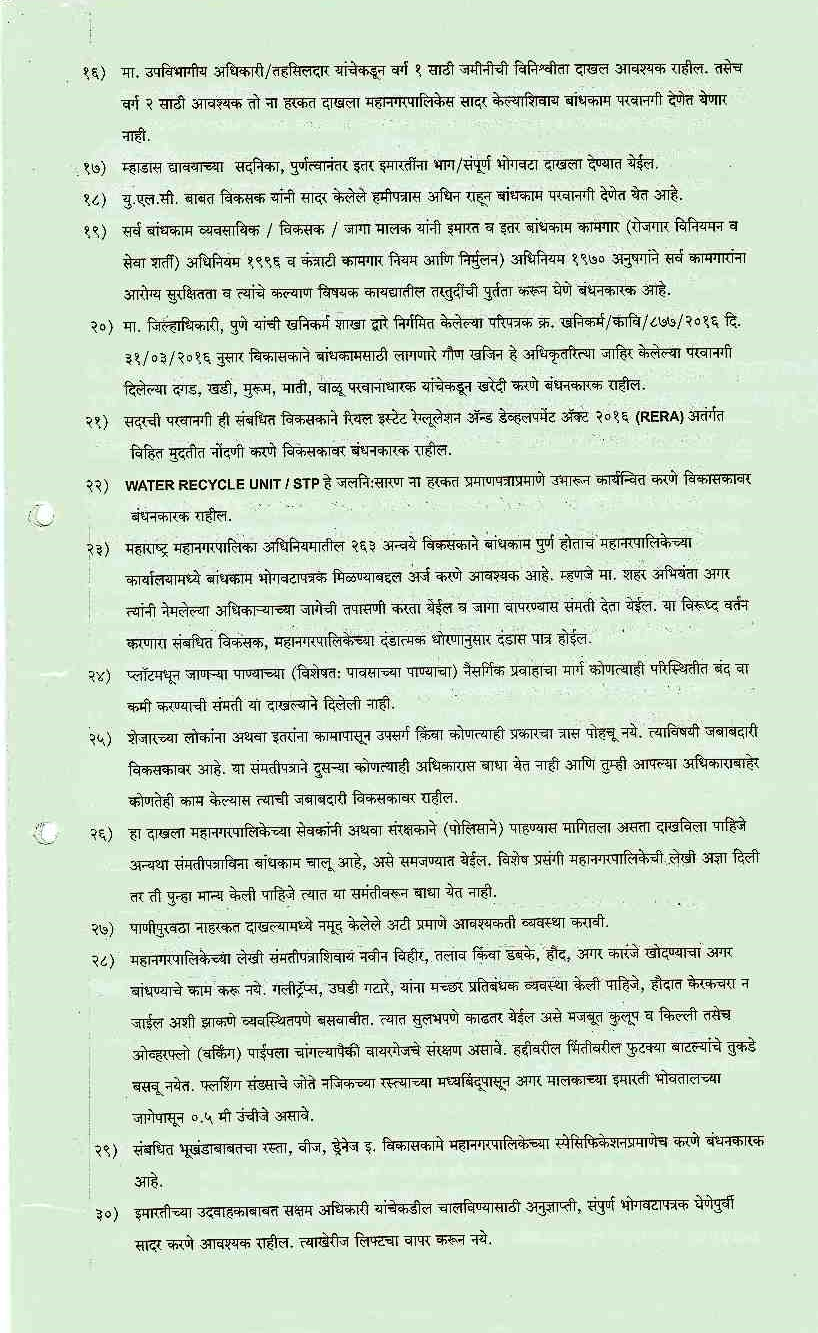 १६) मा. उपविभागीय अधिकारी/तहसिलदार यांचेकडून वर्ग १ साठी जमीनीची विनिश्वीता दाखल आवश्यक राहील. तसेच
वर्ग २ साठी आवश्यक तो ना हरकत दाखला महानगरपालिकेस सादर केल्याशिवाय बांधकाम परवानगी देणेत येणार
नाही.
१७) म्हाडास द्यावयाच्या सदनिका, पुर्णत्वानंतर इतर इमारतींना भाग/संपूर्ण भोगवटा दाखला देण्यात येईल.
१८) यु.एल.सी. बाबत विकसक यांनी सादर केलेले हमीपत्रास अधिन राहून बांधकाम परवानगी देणेत येत आहे.
१९) सर्व बांधकाम व्यवसायिक / विकसक / जागा मालक यांनी इमारत व इतर बांधकाम कामगार (रोजगार विनियमन व
सेवा शर्ती) अधिनियम १९९६ व कंत्राटी कामगार नियम आणि निर्मुलन) अधिनियम १९७० अनुषगांने सर्व कामगारांना
आरोग्य सुरक्षितता व त्यांचे कल्याण विषयक कायद्यातील तरतुदींची पुर्तता करून घेणे बंधनकारक आहे.
२०) मा. जिल्हाधिकारी, पुणे यांची खनिकर्म शाखा द्वारे निर्गमित केलेल्या परिपत्रक क्र. खनिकर्म/कावि/८७७/२०१६ दि.
३१/०३/२०१६ नुसार विकासकाने बांधकामसाठी लागणारे गौण खजिन हे अधिकृतरित्या जाहिर केलेल्या परवानगी
दिलेल्या दगड, खडी, मुरूम, माती, वाळू परवानाधारक यांचेकडून खरेदी करणे बंधनकारक राहील.
२१) सदरची परवानगी ही संबधित विकसकाने रियल इस्टेट रेग्लूलेशन ॲन्ड डेव्हलपमेंट ॲक्ट २०१६ (RERA) अतंर्गत
विहित मुदतीत नोंदणी करणे विकसकावर बंधनकारक राहील.
२२) WATER RECYCLE UNIT / STP हे जलनि:सारण ना हरकत प्रमाणपत्राप्रमाणे उभारून कार्यन्वित करणे विकासकावर
बंधनकारक राहील.
२३) महाराष्ट्र महानगरपालिका अधिनियमातील २६३ अन्वये विकसकाने बांधकाम पुर्ण होताच महानरपालिकेच्या
कार्यालयामध्ये बांधकाम भोगवटापत्रके मिळण्याबद्दल अर्ज करणे आवश्यक आहे. म्हणजे मा. शहर अभियंता अगर
त्यांनी नेमलेल्या अधिकाऱ्याच्या जागेची तपासणी करता येईल व जागा वापरण्यास संमती देता येईल. या विरूध्द वर्तन
करणारा संबधित विकसक, महानगरपालिकेच्या दंडात्मक धोरणानुसार दंडास पात्र होईल.
२४) प्लॉटमधून जाणऱ्या पाण्याच्या (विशेषत: पावसाच्या पाण्याचा) नैसर्गिक प्रवाहाचा मार्ग कोणत्याही परिस्थितीत बंद वा
कमी करण्याची संमती या दाखल्याने दिलेली नाही.
२५) शेजारच्या लोकांना अथवा इतरांना कामापासून उपसर्ग किंवा कोणत्याही प्रकारचा त्रास पोहचू नये. त्याविषयी जबाबदारी
विकसकावर आहे. या संमतीपत्राने दुसऱ्या कोणत्याही अधिकारास बाधा येत नाही आणि तुम्ही आपल्या अधिकाराबाहेर
कोणतेही काम केल्यास त्याची जबाबदारी विकसकावर राहील.
२६) हा दाखला महानगरपालिकेच्या सेवकांनी अथवा संरक्षकाने (पोलिसाने) पाहण्यास मागितला असता दाखविला पाहिजे
अन्यथा संमतीपत्राविना बांधकाम चालू आहे, असे समजण्यात येईल. विशेष प्रसंगी महानगरपालिकेची लेखी अज्ञा दिली
तर ती पुन्हा मान्य केली पाहिजे त्यात या समंतीवरून बाधा येत नाही.
२७) पाणीपुरवठा नाहरकत दाखल्यामध्ये नमूद केलेले अटी प्रमाणे आवश्यकती व्यवस्था करावी.
२८) महानगरपालिकेच्या लेखी संमतीपत्राशिवाय नवीन विहीर, तलाव किंवा डबके, हौद, अगर कारंजे खोदण्याचा अगर
बांधण्याचे काम करू नये. गलीट्रॅप्स, उघडी गटारे, यांना मच्छर प्रतिबंधक व्यवस्था केली पाहिजे, हौदात केरकचरा न
जाईल अशी झाकणे व्यवस्थितपणे बसवावीत. त्यात सुलभपणे काढतर येईल असे मजबूत कुलूप व किल्ली तसेच
ओव्हरफ्लो (वर्किंग) पाईपला चांगल्यापैकी वायरगेजचे संरक्षण असावे. हद्दीवरील भिंतीवरील फुटक्या बाटल्यांचे तुकडे
बसवू नयेत. फ्लशिंग संडासाचे जोते नजिकच्या रस्त्याच्या मध्यबिंदूपासून अगर मालकाच्या इमारती भोवतालच्या
जागेपासून ०.५ मी उंचीजे असावे.
२९) संबधित भूखंडाबाबतचा रस्ता, वीज, ड्रेनेज इ. विकासकामे महानगरपालिकेच्या स्पेसिफिकेशनप्रमाणेच करणे बंधनकारक
आहे.
३०) इमारतीच्या उदवाहकाबाबत सक्षम अधिकारी यांचेकडील चालविण्यासाठी अनुज्ञाप्ती, संपुर्ण भोगवटापत्रक घेणेपुर्वी
सादर करणे आवश्यक राहील. त्याखेरीज लिफ्टचा वापर करून नये.